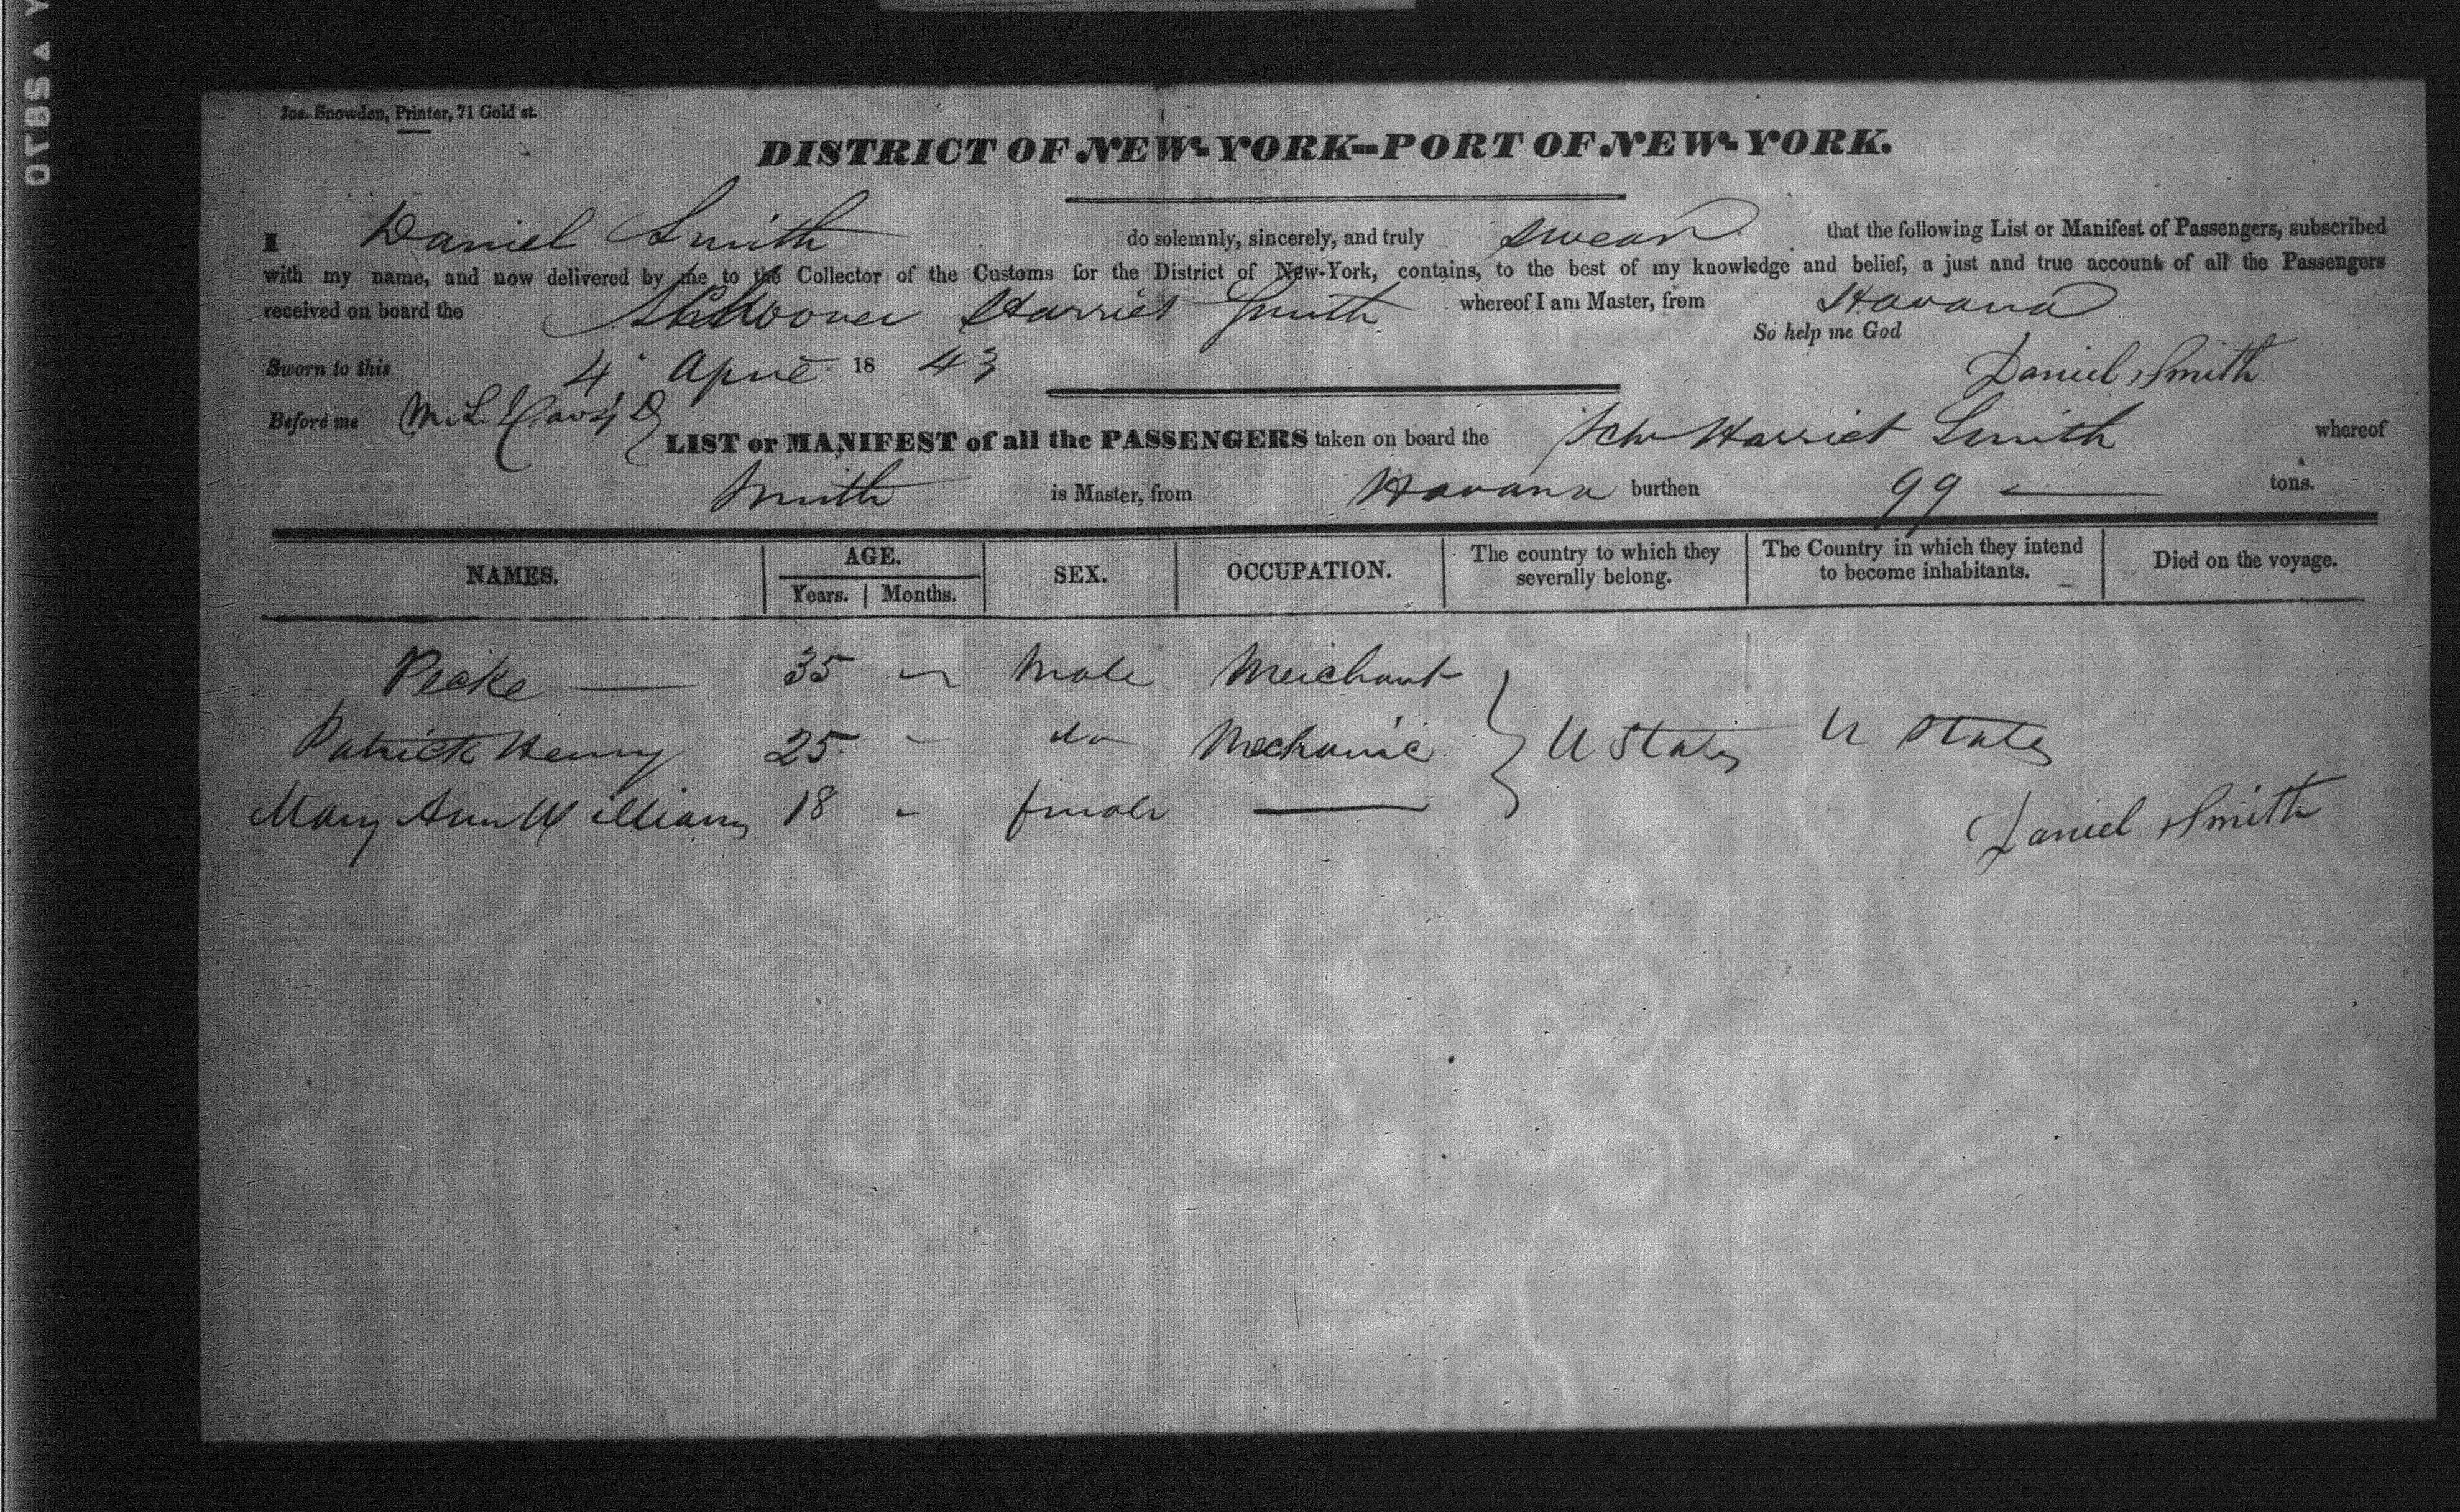 Jos. Snowden, Printer, 71 Gold st.
DISTRICT OF NEW-YORK--PORT OF NEW-YORK.
I Daniel Smith do solemnly, sincerely, and truly swear that the following List or Manifest of Passengers, subscribed
with my name, and now delivered by me to the Collector of the Customs for the District of New-York, contains, to the best of my knowledge and belief, a just and true account of all the Passengers
received on board the Schooner Harriet Smith whereof I am Master, from Havana
So help me God
Sworn to this 4 April 18 43 Daniel Smith
Before me
LIST or MANIFEST of all the PASSENGERS taken on board the Schr Harriet Smith whereof
Smith is Master, from Havana burthen 99 tons.
NAMES. AGE. Years. Months. SEX. OCCUPATION. The country to which they severally belong. The Country in which they intend to become inhabitants. Died on the voyage.
Peike 35 Male Merchant
Patrick Henry 25 do Mechanic U States U States
Mary Ann Williams 18 female
Daniel Smith